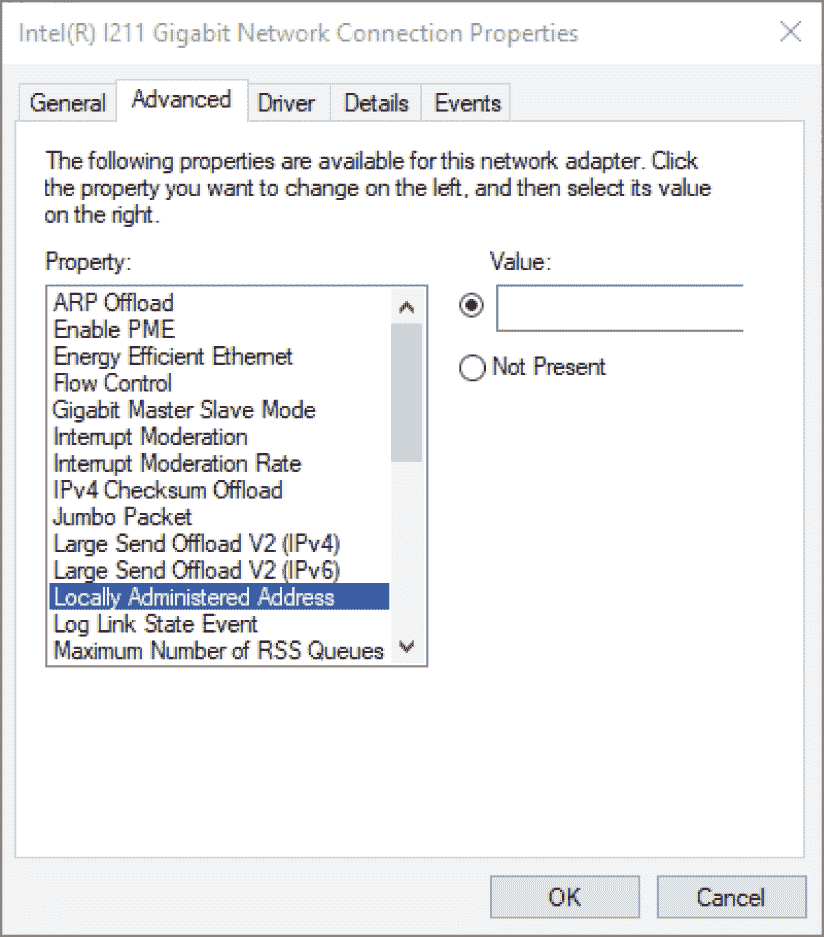 Intel(R) I211 Gigabit Network Connection Properties
General Advanced Driver Details Events
The following properties are available for this network adapter. Click
the property you want to change on the left, and then select its value
on the right.
Property:
Value:
ARP Offload
Enable PME
Energy Efficient Ethernet
Flow Control
Gigabit Master Slave Mode
Interrupt Moderation
Interrupt Moderation Rate
IPv4 Checksum Offload
Jumbo Packet
Large Send Offload V2 (IPv4)
Large Send Offload V2 (IPv6)
Locally Administered Address
Log Link State Event
Maximum Number of RSS Queues
Not Present
OK
Cancel